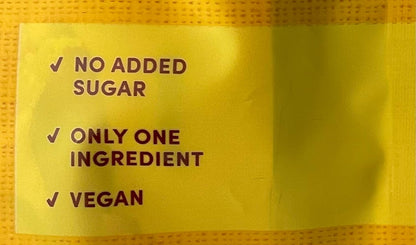 ✓ NO ADDED
SUGAR
✓ ONLY ONE
INGREDIENT
✓ VEGAN